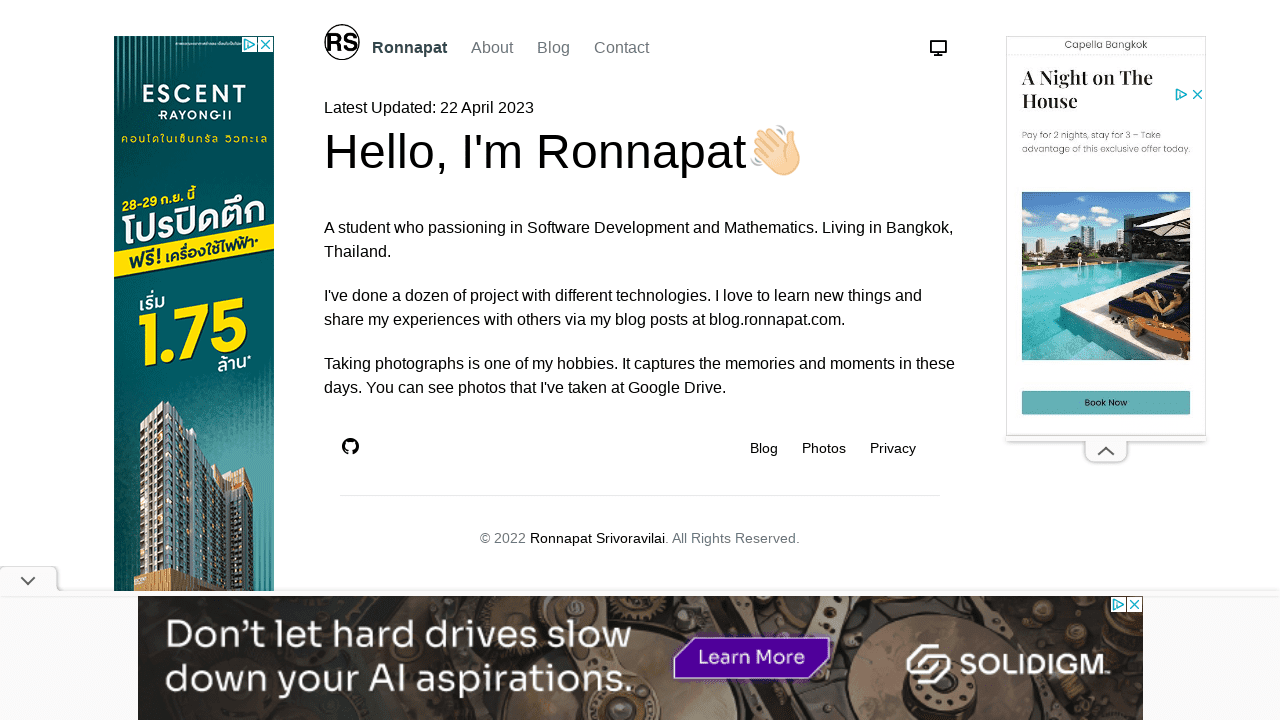 RS
Ronnapat About Blog Contact
Latest Updated: 22 April 2023
Hello, I'm Ronnapat👋🏻
A student who passioning in Software Development and Mathematics. Living in Bangkok,
Thailand.
I've done a dozen of project with different technologies. I love to learn new things and
share my experiences with others via my blog posts at blog.ronnapat.com.
Taking photographs is one of my hobbies. It captures the memories and moments in these
days. You can see photos that I've taken at Google Drive.
Blog Photos Privacy
© 2022 Ronnapat Srivoravilai. All Rights Reserved.
ESCENT
RAYONG II
คอนโดใจเซ็นทรัล วิวทะเล
28-29 ก.ย. นี้
โปรปิดตึก
ฟรี! เครื่องใช้ไฟฟ้า*
เริ่ม
1.75
ล้าน*
Capella Bangkok
A Night on The
House
Pay for 2 nights, stay for 3 – Take
advantage of this exclusive offer today.
Book Now
Don't let hard drives slow
down your AI aspirations.
Learn More
SOLIDIGM